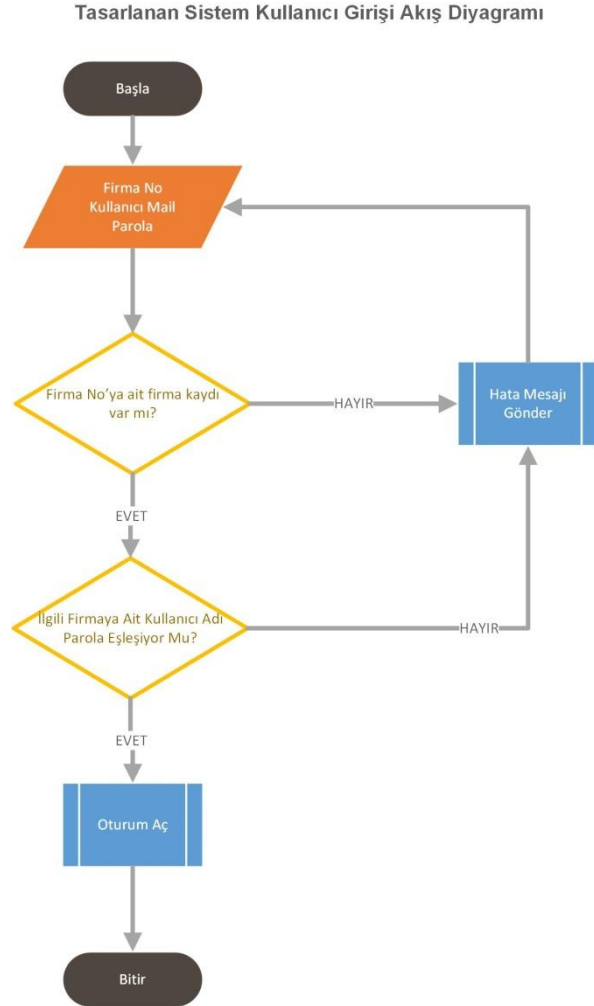 Tasarlanan Sistem Kullanıcı Girişi Akış Diyagramı
Başla
Firma No
Kullanıcı Mail
Parola
Firma No'ya ait firma kaydı
var mı?
HAYIR
Hata Mesajı
Gönder
EVET
İlgili Firmaya Ait Kullanıcı Adı
Parola Eşleşiyor Mu?
HAYIR
EVET
Oturum Aç
Bitir